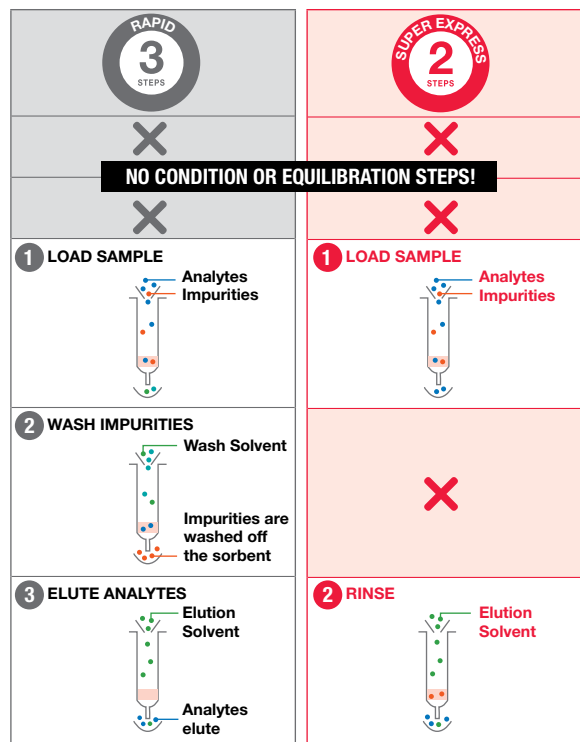 RAPID
3
STEPS
SUPER EXPRESS
2
STEPS
NO CONDITION OR EQUILIBRATION STEPS!
1 LOAD SAMPLE
Analytes
Impurities
1 LOAD SAMPLE
Analytes
Impurities
2 WASH IMPURITIES
Wash Solvent
Impurities are
washed off
the sorbent
3 ELUTE ANALYTES
Elution
Solvent
Analytes
elute
2 RINSE
Elution
Solvent